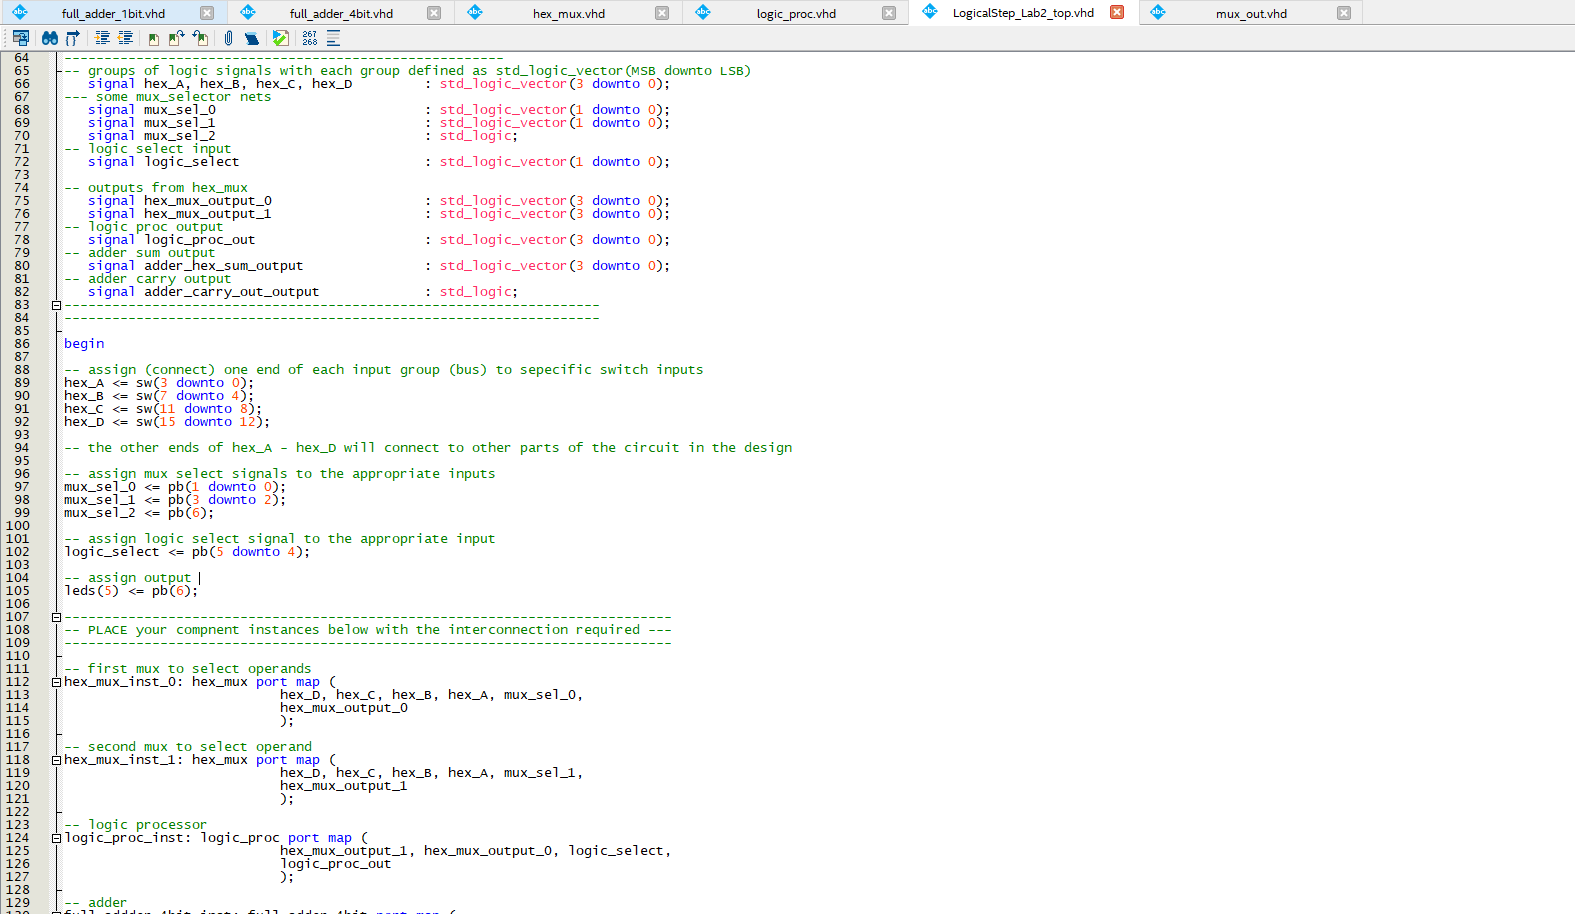 full_adder_1bit.vhd full_adder_4bit.vhd hex_mux.vhd logic_proc.vhd LogicalStep_Lab2_top.vhd mux_out.vhd
267
268
64 -------------------------------------------------------
65 --- groups of logic signals with each group defined as std_logic_vector(MSB downto LSB)
66 signal hex_A, hex_B, hex_C, hex_D : std_logic_vector(3 downto 0);
67 --- some mux_selector nets
68 signal mux_sel_0 : std_logic_vector(1 downto 0);
69 signal mux_sel_1 : std_logic_vector(1 downto 0);
70 signal mux_sel_2 : std_logic;
71 -- logic select input
72 signal logic_select : std_logic_vector(1 downto 0);
73
74 -- outputs from hex_mux
75 signal hex_mux_output_0 : std_logic_vector(3 downto 0);
76 signal hex_mux_output_1 : std_logic_vector(3 downto 0);
77 -- logic proc output
78 signal logic_proc_out : std_logic_vector(3 downto 0);
79 -- adder sum output
80 signal adder_hex_sum_output : std_logic_vector(3 downto 0);
81 -- adder carry output
82 signal adder_carry_out_output : std_logic;
83 -------------------------------------------------------------------
84 -------------------------------------------------------------------
85
86 begin
87
88 -- assign (connect) one end of each input group (bus) to sepecific switch inputs
89 hex_A <= sw(3 downto 0);
90 hex_B <= sw(7 downto 4);
91 hex_C <= sw(11 downto 8);
92 hex_D <= sw(15 downto 12);
93
94 -- the other ends of hex_A - hex_D will connect to other parts of the circuit in the design
95
96 -- assign mux select signals to the appropriate inputs
97 mux_sel_0 <= pb(1 downto 0);
98 mux_sel_1 <= pb(3 downto 2);
99 mux_sel_2 <= pb(6);
100
101 -- assign logic select signal to the appropriate input
102 logic_select <= pb(5 downto 4);
103
104 -- assign output
105 leds(5) <= pb(6);
106
107 ----------------------------------------------------------------------------
108 -- PLACE your compnent instances below with the interconnection required ---
109 ----------------------------------------------------------------------------
110
111 -- first mux to select operands
112 hex_mux_inst_0: hex_mux port map (
113 hex_D, hex_C, hex_B, hex_A, mux_sel_0,
114 hex_mux_output_0
115 );
116
117 -- second mux to select operand
118 hex_mux_inst_1: hex_mux port map (
119 hex_D, hex_C, hex_B, hex_A, mux_sel_1,
120 hex_mux_output_1
121 );
122
123 -- logic processor
124 logic_proc_inst: logic_proc port map (
125 hex_mux_output_1, hex_mux_output_0, logic_select,
126 logic_proc_out
127 );
128
129 -- adder